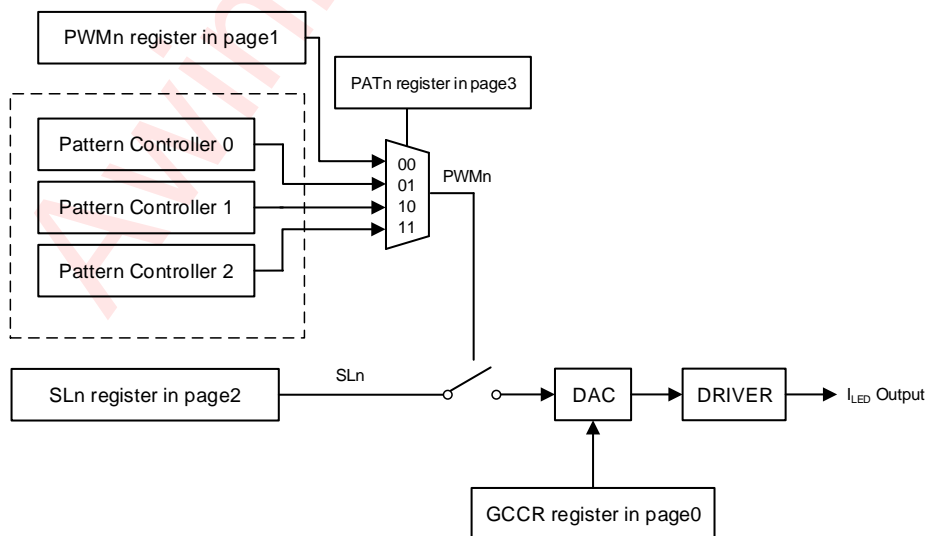 PWMn register in page1
PATn register in page3
Pattern Controller 0
Pattern Controller 1
Pattern Controller 2
00
01
10
11
PWMn
SLn register in page2
SLn
DAC
DRIVER
I_LED Output
GCCR register in page0